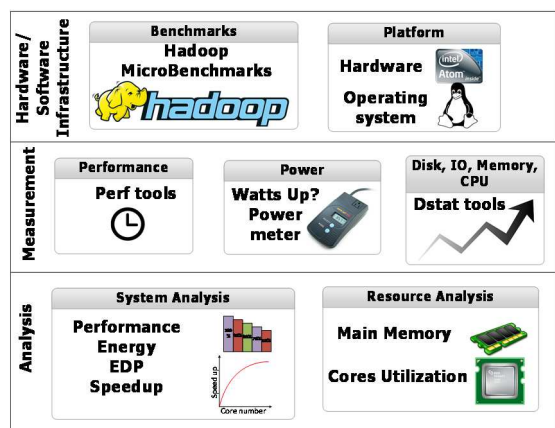 Hardware/
Software
Infrastructure
Benchmarks
Hadoop
MicroBenchmarks
hadoop
Platform
Hardware
intel
Atom
inside
Operating
system
Measurement
Performance
Perf tools
Power
Watts Up?
Power
meter
Disk, IO, Memory,
CPU
Dstat tools
Analysis
System Analysis
Performance
Energy
EDP
Speedup
Speed up
Core number
Resource Analysis
Main Memory
Cores Utilization